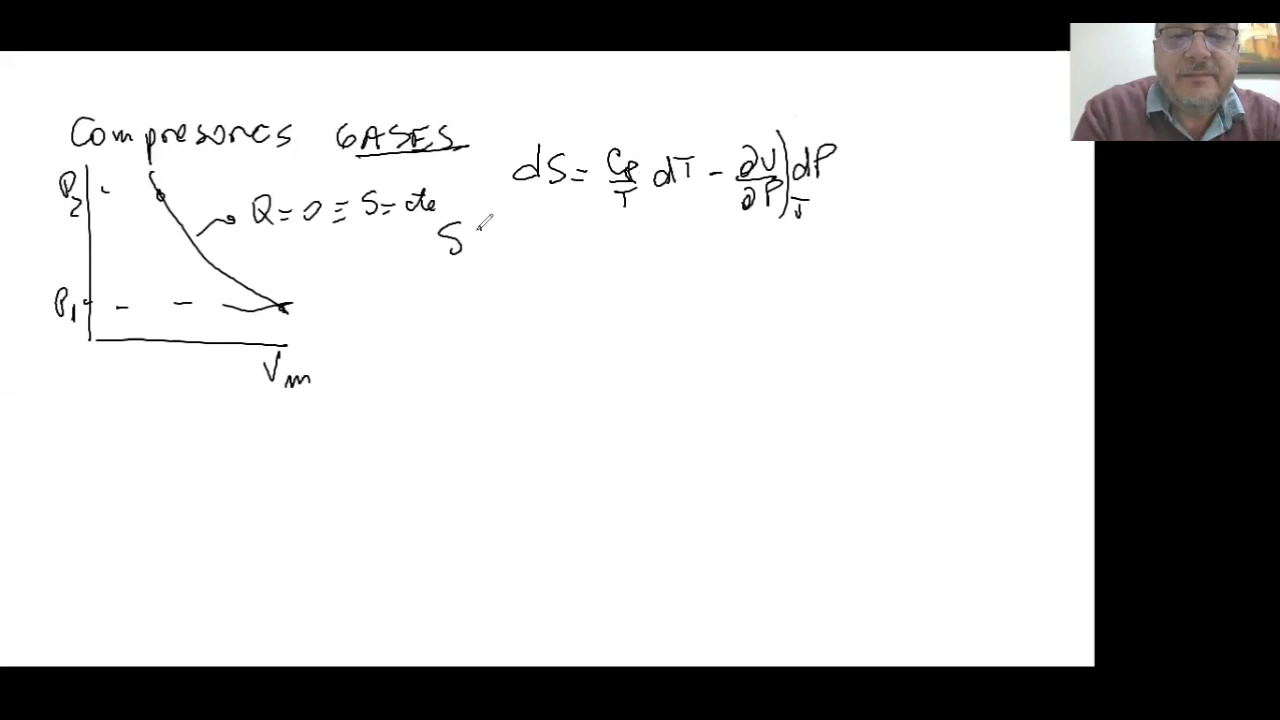 Compresores GASES
dS = Cp/T dT - ∂V/∂P)T dP
P2
Q = 0 ≡ S = cte
S
P1
Vm